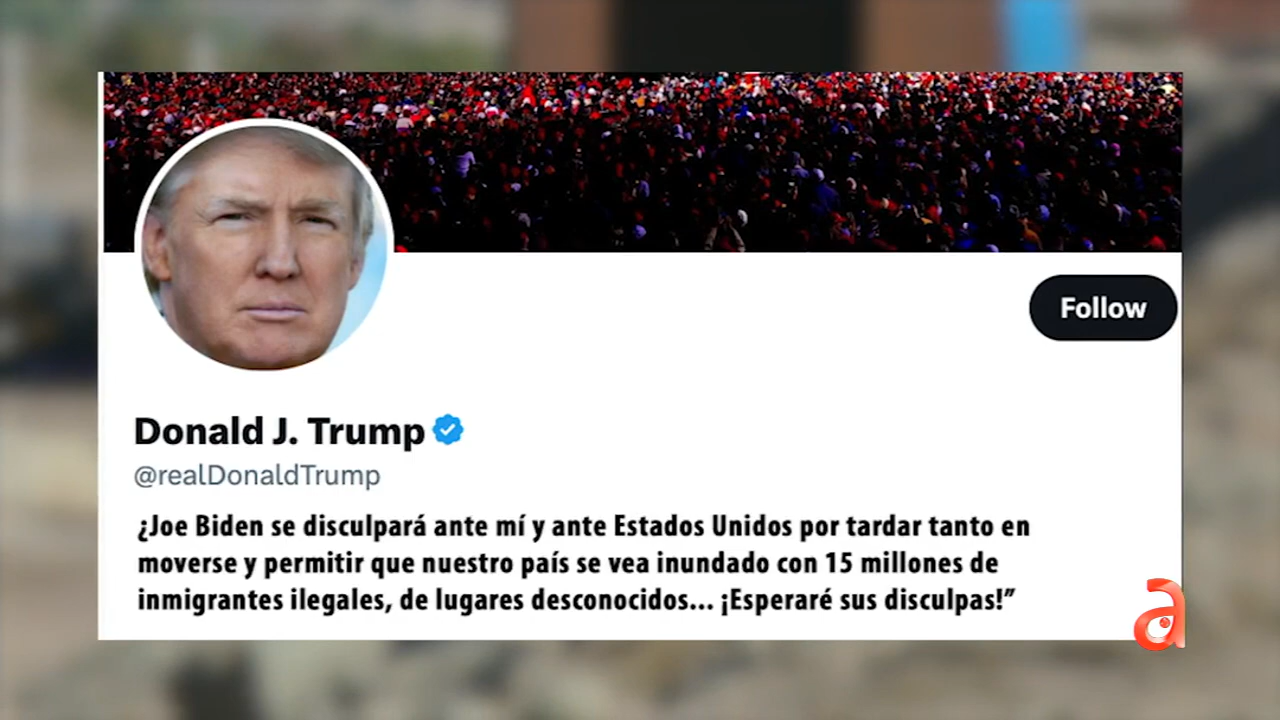 Follow
Donald J. Trump
@realDonaldTrump
¿Joe Biden se disculpará ante mí y ante Estados Unidos por tardar tanto en
moverse y permitir que nuestro país se vea inundado con 15 millones de
inmigrantes ilegales, de lugares desconocidos... ¡Esperaré sus disculpas!”
a